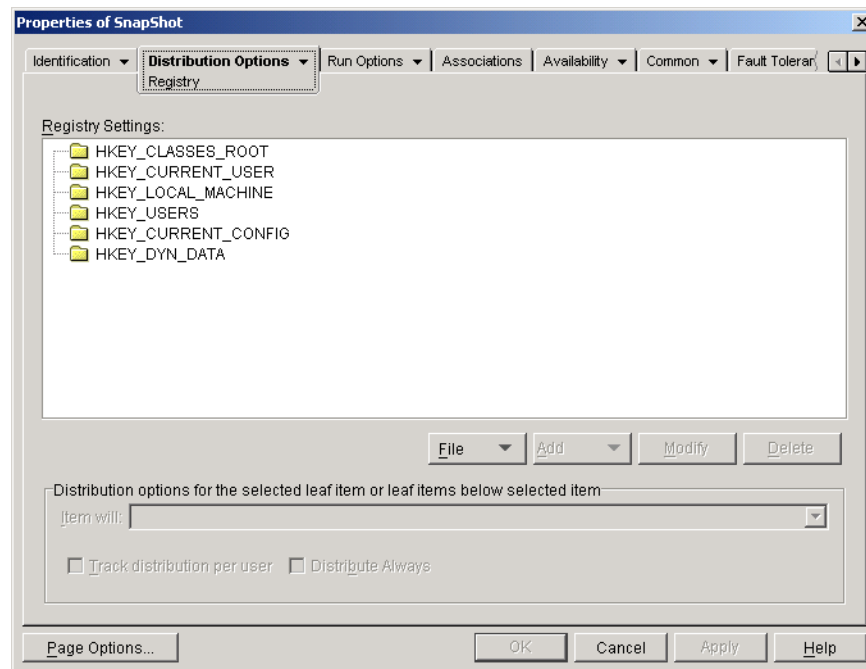 Properties of SnapShot
Identification Distribution Options Run Options Associations Availability Common Fault Toleran
Registry
Registry Settings:
HKEY_CLASSES_ROOT
HKEY_CURRENT_USER
HKEY_LOCAL_MACHINE
HKEY_USERS
HKEY_CURRENT_CONFIG
HKEY_DYN_DATA
File Add Modify Delete
Distribution options for the selected leaf item or leaf items below selected item
Item will:
Track distribution per user Distribute Always
Page Options... OK Cancel Apply Help